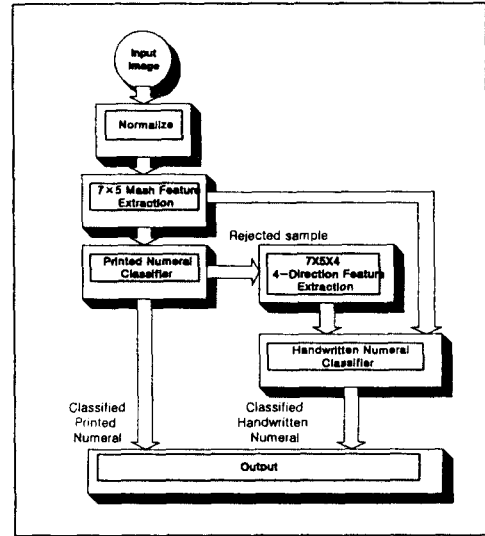 Input
Image
Normalize
7×5 Mesh Feature
Extraction
Rejected sample
Printed Numeral
Classifier
7X5X4
4-Direction Feature
Extraction
Handwritten Numeral
Classifier
Classified
Printed
Numeral
Classified
Handwritten
Numeral
Output